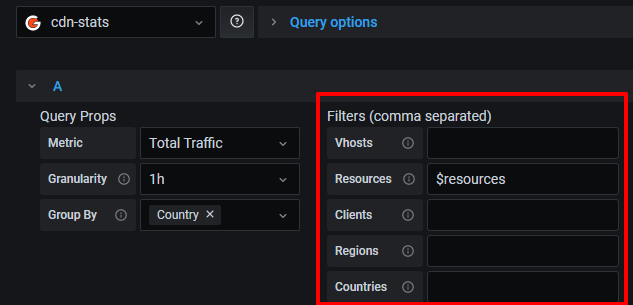 cdn-stats
Query options
A
Query Props
Metric Total Traffic
Granularity 1h
Group By Country ×
Filters (comma separated)
Vhosts
Resources $resources
Clients
Regions
Countries